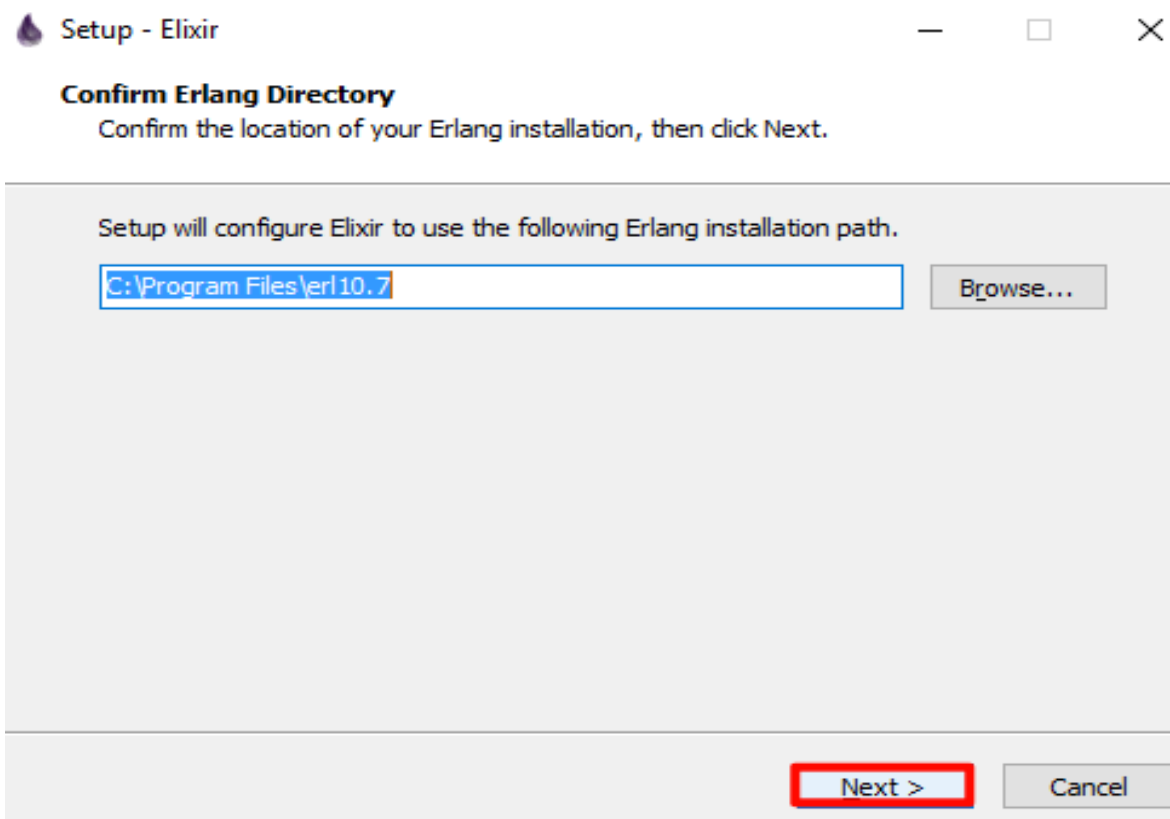 Setup - Elixir
Confirm Erlang Directory
Confirm the location of your Erlang installation, then click Next.
Setup will configure Elixir to use the following Erlang installation path.
C:\Program Files\erl10.7
Browse...
Next >
Cancel